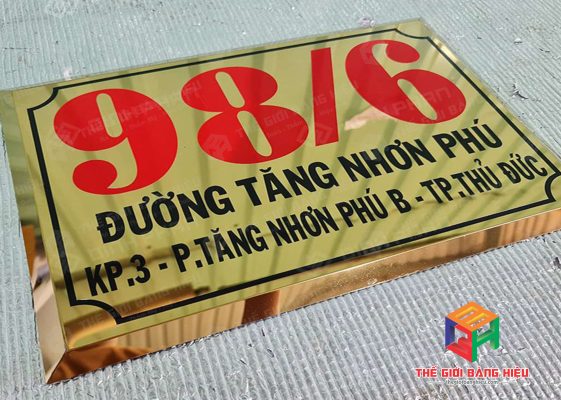 98/6
ĐƯỜNG TĂNG NHƠN PHÚ
KP.3 - P.TĂNG NHƠN PHÚ B - TP.THỦ ĐỨC
THẾ GIỚI BẢNG HIỆU